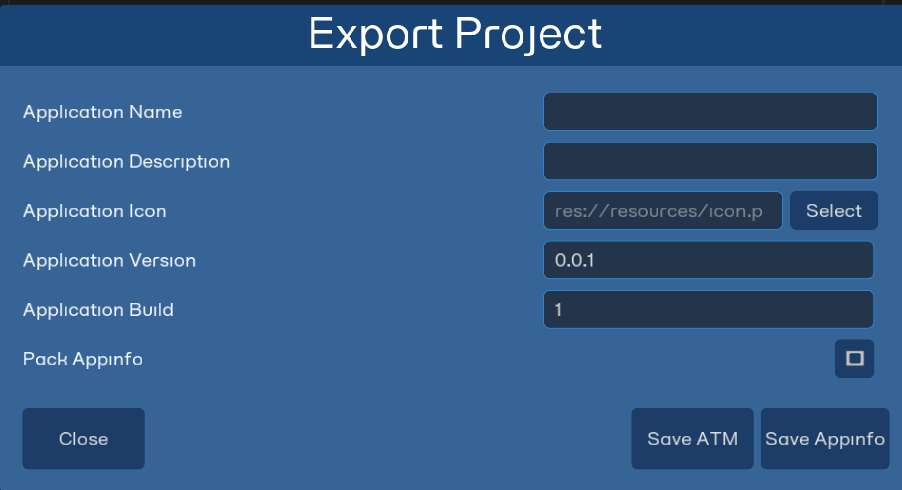 Export Project
Application Name
Application Description
Application Icon res://resources/icon.p Select
Application Version 0.0.1
Application Build 1
Pack Appinfo
Close Save ATM Save Appinfo